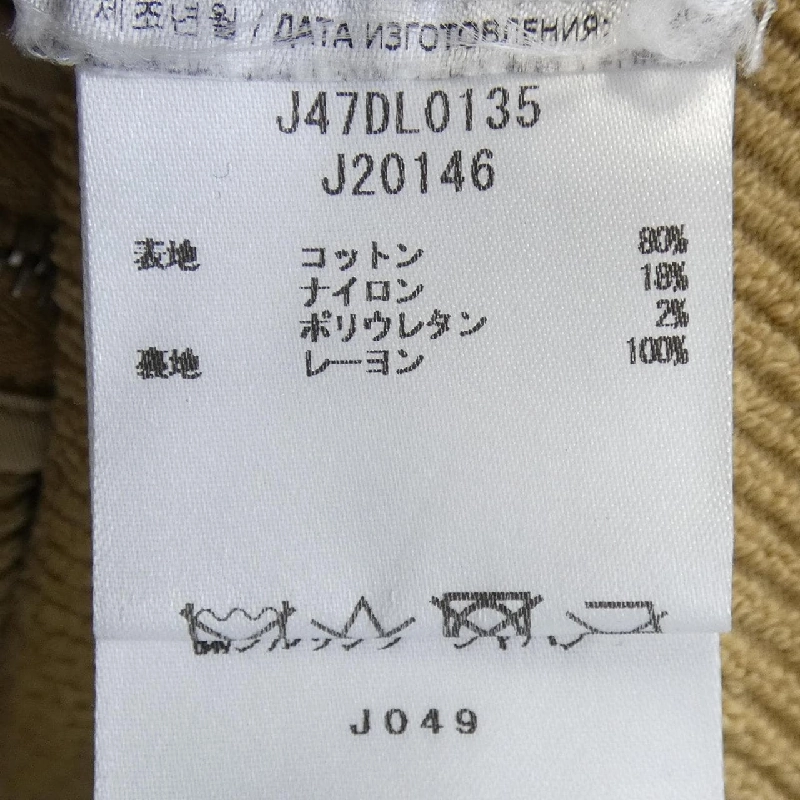 제조년월 / ДАТА ИЗГОТОВЛЕНИЯ:
J47DL0135
J20146
表地 コットン 80%
ナイロン 18%
ポリウレタン 2%
裏地 レーヨン 100%
J049